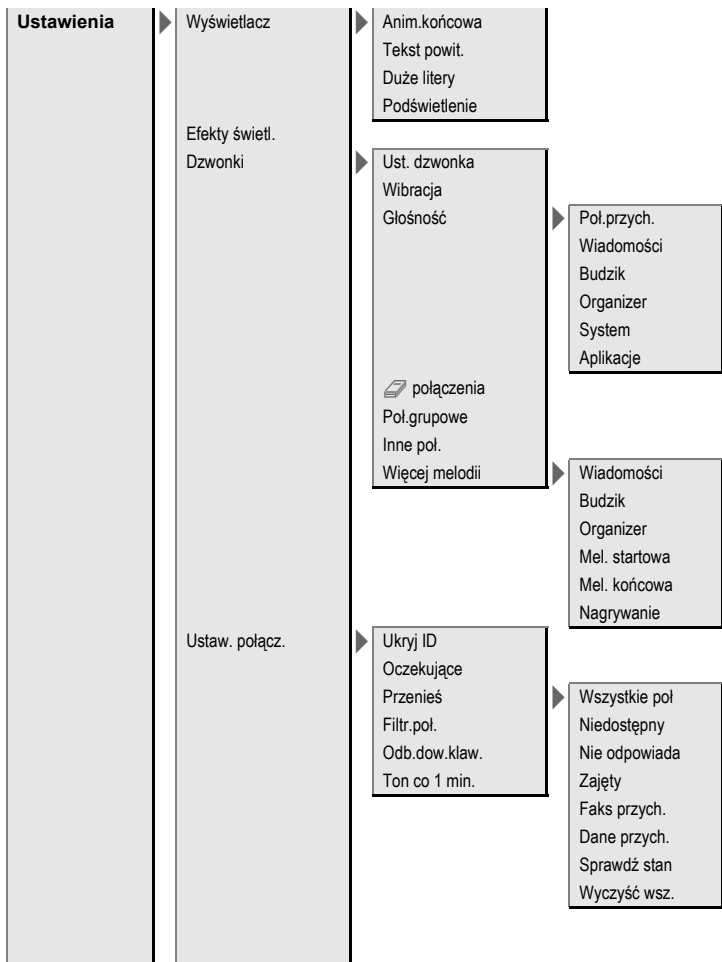 Ustawienia
Wyświetlacz
Anim.końcowa
Tekst powit.
Duże litery
Podświetlenie
Efekty świetl.
Dzwonki
Ust. dzwonka
Wibracja
Głośność
Poł.przych.
Wiadomości
Budzik
Organizer
System
Aplikacje
połączenia
Poł.grupowe
Inne poł.
Więcej melodii
Wiadomości
Budzik
Organizer
Mel. startowa
Mel. końcowa
Nagrywanie
Ustaw. połącz.
Ukryj ID
Oczekujące
Przenieś
Wszystkie poł
Niedostępny
Nie odpowiada
Zajęty
Faks przych.
Dane przych.
Sprawdź stan
Wyczyść wsz.
Filtr.poł.
Odb.dow.klaw.
Ton co 1 min.